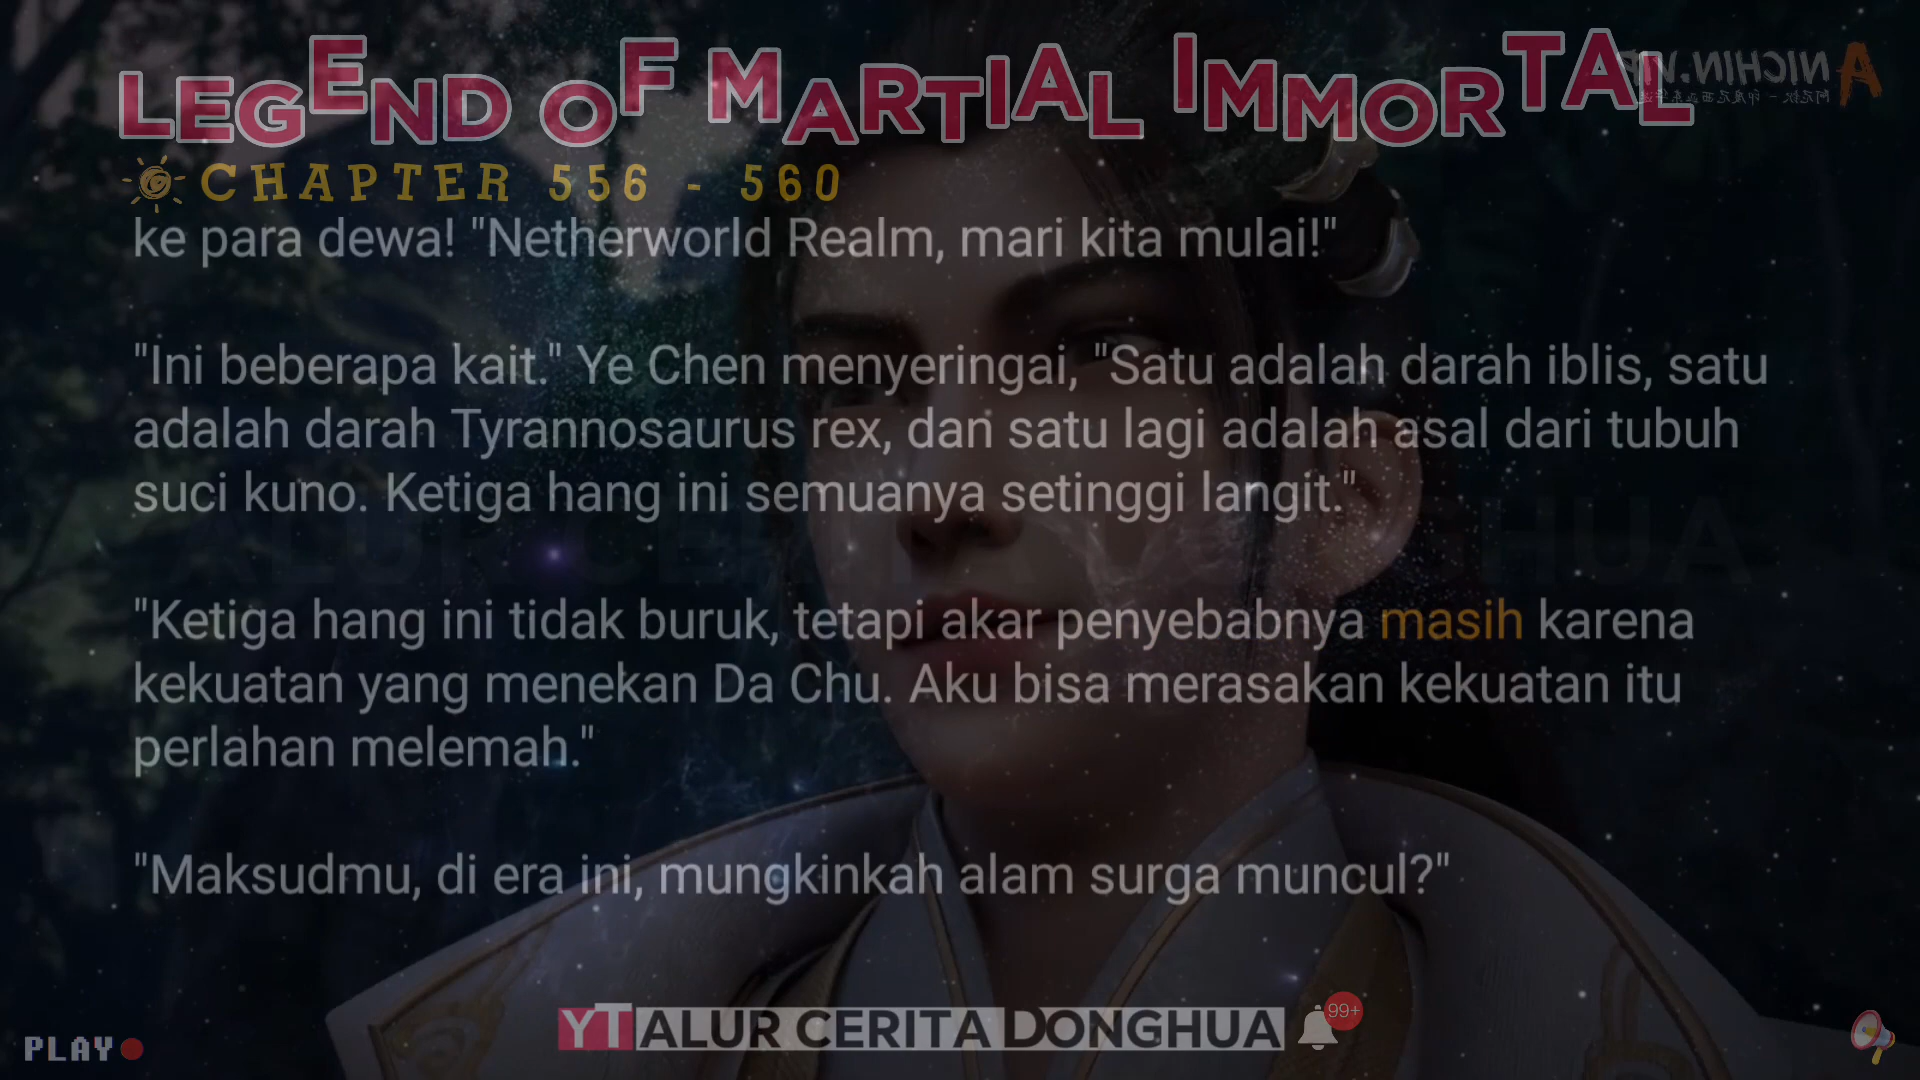 LEGEND OF MARTIAL IMMORTAL
CHAPTER 556 - 560
ke para dewa! "Netherworld Realm, mari kita mulai!"
"Ini beberapa kait." Ye Chen menyeringai, "Satu adalah darah iblis, satu
adalah darah Tyrannosaurus rex, dan satu lagi adalah asal dari tubuh
suci kuno. Ketiga hang ini semuanya setinggi langit."
ALUR CERITA DONGHUA
"Ketiga hang ini tidak buruk, tetapi akar penyebabnya masih karena
kekuatan yang menekan Da Chu. Aku bisa merasakan kekuatan itu
perlahan melemah."
"Maksudmu, di era ini, mungkinkah alam surga muncul?"
YT ALUR CERITA DONGHUA
99+
PLAY